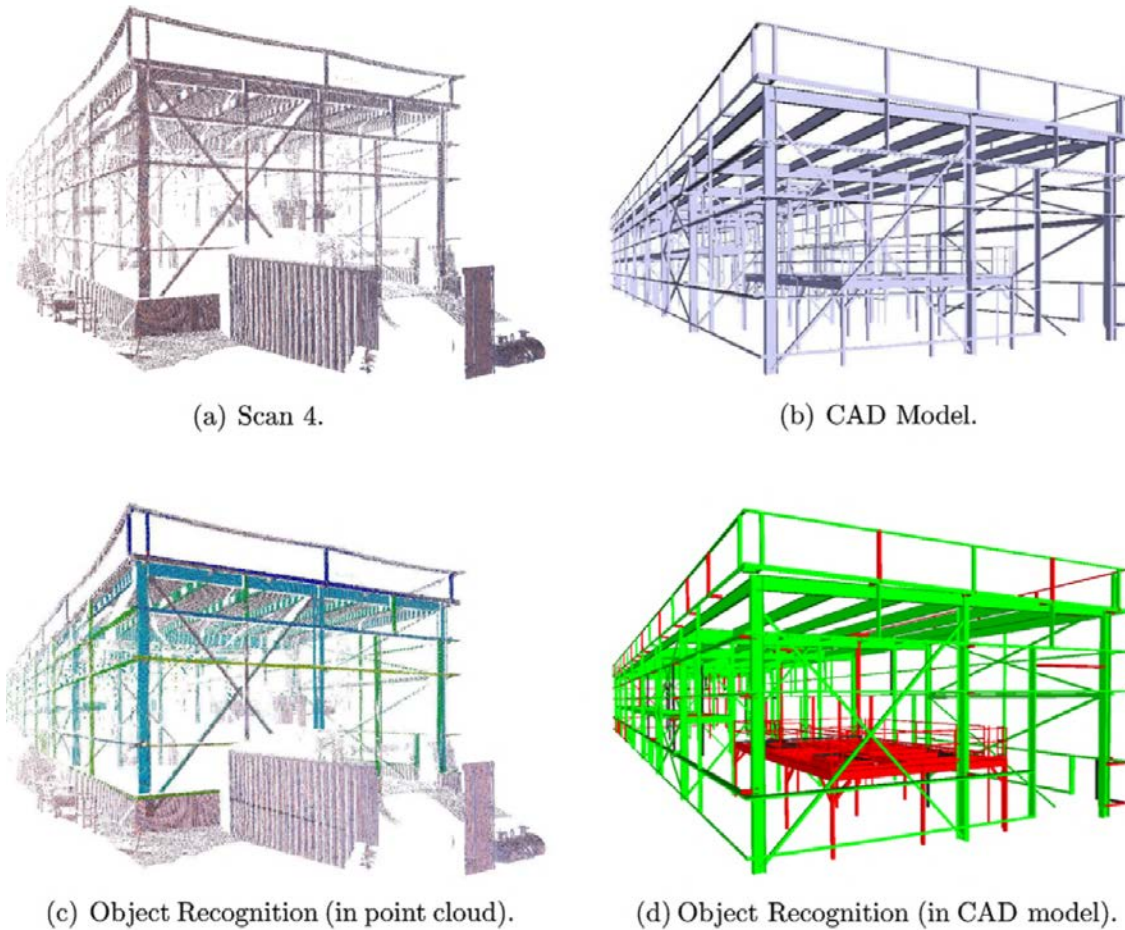 (a) Scan 4.
(b) CAD Model.
(c) Object Recognition (in point cloud).
(d) Object Recognition (in CAD model).